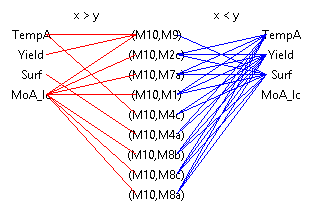 x > y x < y
TempA (M10,M9) TempA
Yield (M10,M2c) Yield
Surf (M10,M7a) Surf
MoA_Ic (M10,M1) MoA_Ic
(M10,M4c)
(M10,M4a)
(M10,M8b)
(M10,M8c)
(M10,M8a)